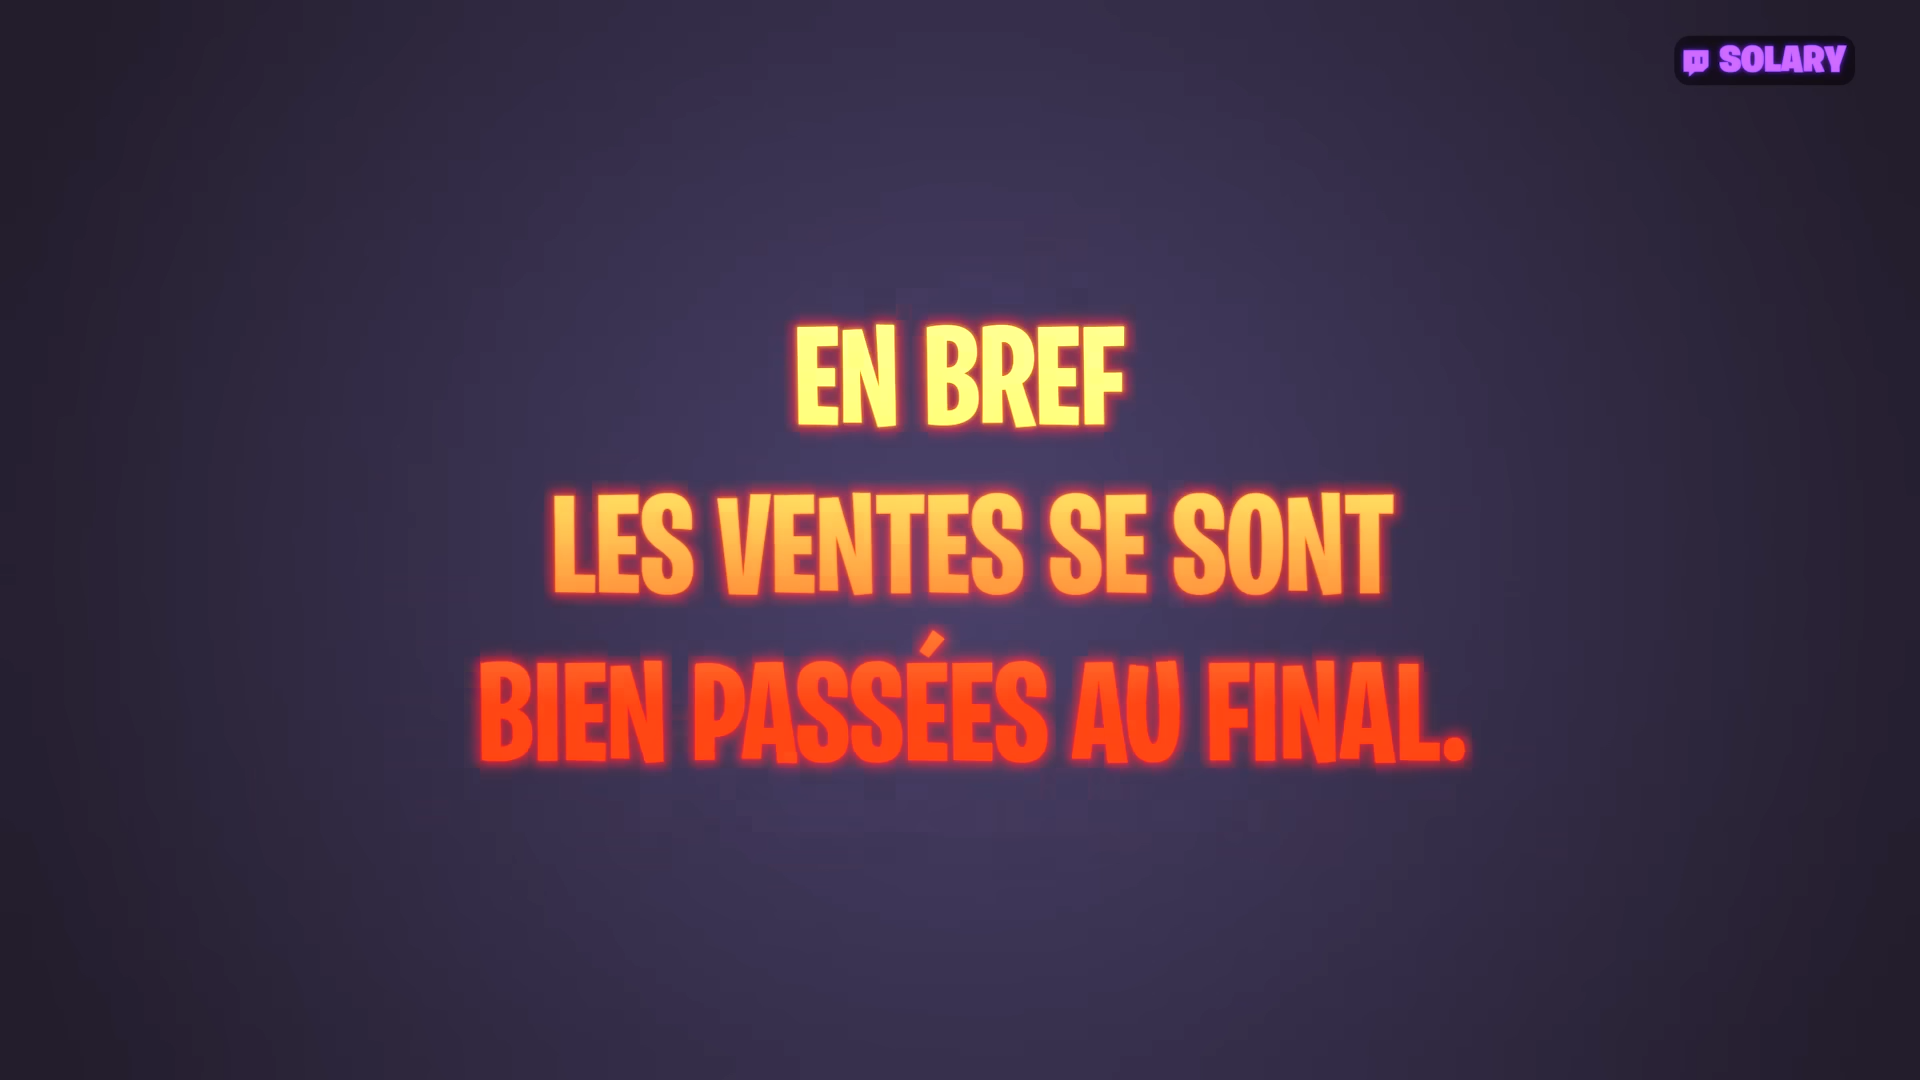 SOLARY
EN BREF
LES VENTES SE SONT
BIEN PASSÉES AU FINAL.